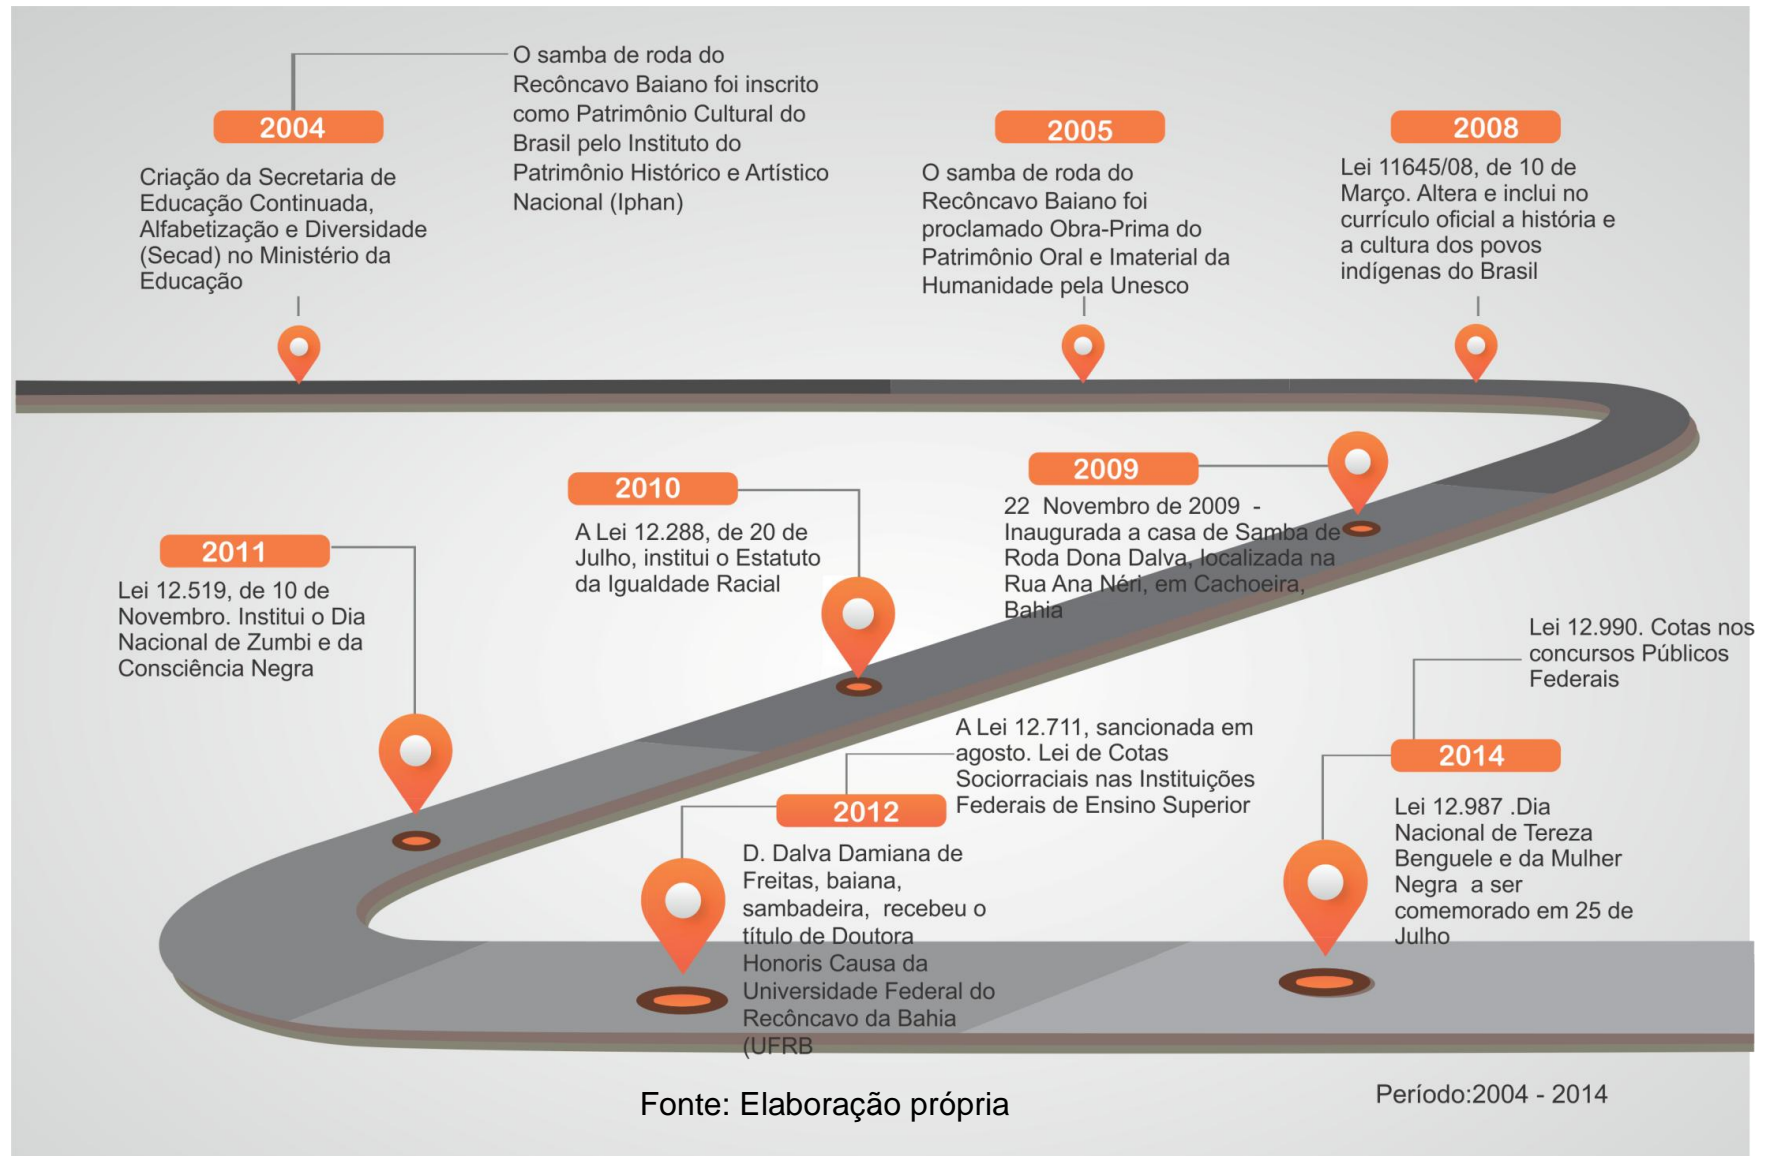 2004
O samba de roda do
Recôncavo Baiano foi inscrito
como Patrimônio Cultural do
Brasil pelo Instituto do
Patrimônio Histórico e Artístico
Nacional (Iphan)
Criação da Secretaria de
Educação Continuada,
Alfabetização e Diversidade
(Secad) no Ministério da
Educação
2005
O samba de roda do
Recôncavo Baiano foi
proclamado Obra-Prima do
Patrimônio Oral e Imaterial da
Humanidade pela Unesco
2008
Lei 11645/08, de 10 de
Março. Altera e inclui no
currículo oficial a história e
a cultura dos povos
indígenas do Brasil
2009
22 Novembro de 2009 -
Inaugurada a casa de Samba de
Roda Dona Dalva, localizada na
Rua Ana Néri, em Cachoeira,
Bahia
2010
A Lei 12.288, de 20 de
Julho, institui o Estatuto
da Igualdade Racial
2011
Lei 12.519, de 10 de
Novembro. Institui o Dia
Nacional de Zumbi e da
Consciência Negra
A Lei 12.711, sancionada em
agosto. Lei de Cotas
Sociorraciais nas Instituições
Federais de Ensino Superior
2012
D. Dalva Damiana de
Freitas, baiana,
sambadeira, recebeu o
título de Doutora
Honoris Causa da
Universidade Federal do
Recôncavo da Bahia
(UFRB
Lei 12.990. Cotas nos
concursos Públicos
Federais
2014
Lei 12.987 .Dia
Nacional de Tereza
Benguele e da Mulher
Negra a ser
comemorado em 25 de
Julho
Fonte: Elaboração própria
Período:2004 - 2014